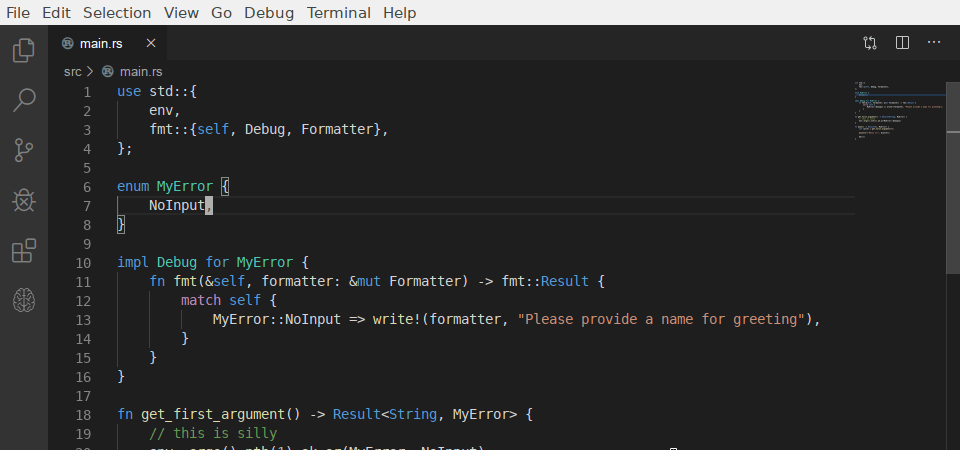 File Edit Selection View Go Debug Terminal Help
main.rs ×
src > main.rs
1 use std::{
2     env,
3     fmt::{self, Debug, Formatter},
4 };
5
6 enum MyError {
7     NoInput,
8 }
9
10 impl Debug for MyError {
11     fn fmt(&self, formatter: &mut Formatter) -> fmt::Result {
12         match self {
13             MyError::NoInput => write!(formatter, "Please provide a name for greeting"),
14         }
15     }
16 }
17
18 fn get_first_argument() -> Result<String, MyError> {
19     // this is silly